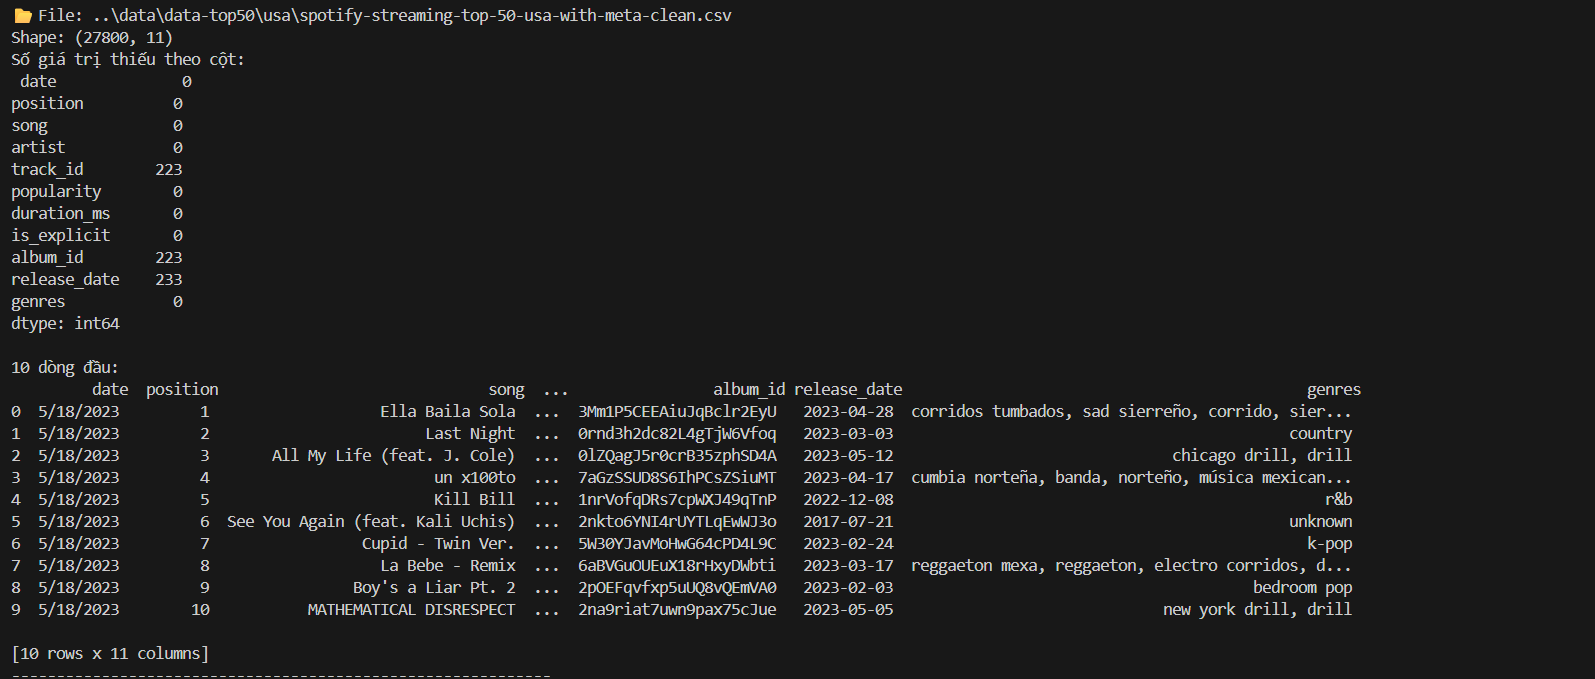 📂 File: ..\data\data-top50\usa\spotify-streaming-top-50-usa-with-meta-clean.csv
Shape: (27800, 11)
Số giá trị thiếu theo cột:
 date              0
position          0
song              0
artist            0
track_id        223
popularity        0
duration_ms       0
is_explicit       0
album_id        223
release_date    233
genres            0
dtype: int64
10 dòng đầu:
date  position  song  ...  album_id release_date  genres
0  5/18/2023  1  Ella Baila Sola  ...  3Mm1P5CEEAiuJqBclr2EyU  2023-04-28  corridos tumbados, sad sierreño, corrido, sier...
1  5/18/2023  2  Last Night  ...  0rnd3h2dc82L4gTjW6Vfoq  2023-03-03  country
2  5/18/2023  3  All My Life (feat. J. Cole)  ...  0lZQagJ5r0crB35zphSD4A  2023-05-12  chicago drill, drill
3  5/18/2023  4  un x100to  ...  7aGzSSUD8S6IhPCsZSiuMT  2023-04-17  cumbia norteña, banda, norteño, música mexican...
4  5/18/2023  5  Kill Bill  ...  1nrVofqDRs7cpWXJ49qTnP  2022-12-08  r&b
5  5/18/2023  6  See You Again (feat. Kali Uchis)  ...  2nkto6YNI4rUYTLqEwWJ3o  2017-07-21  unknown
6  5/18/2023  7  Cupid - Twin Ver.  ...  5W30YJavMoHwG64cPD4L9C  2023-02-24  k-pop
7  5/18/2023  8  La Bebe - Remix  ...  6aBVGuOUEuX18rHxyDWbti  2023-03-17  reggaeton mexa, reggaeton, electro corridos, d...
8  5/18/2023  9  Boy's a Liar Pt. 2  ...  2pOEFqvfxp5uUQ8vQEmVA0  2023-02-03  bedroom pop
9  5/18/2023  10  MATHEMATICAL DISRESPECT  ...  2na9riat7uwn9pax75cJue  2023-05-05  new york drill, drill
[10 rows x 11 columns]
------------------------------------------------------------